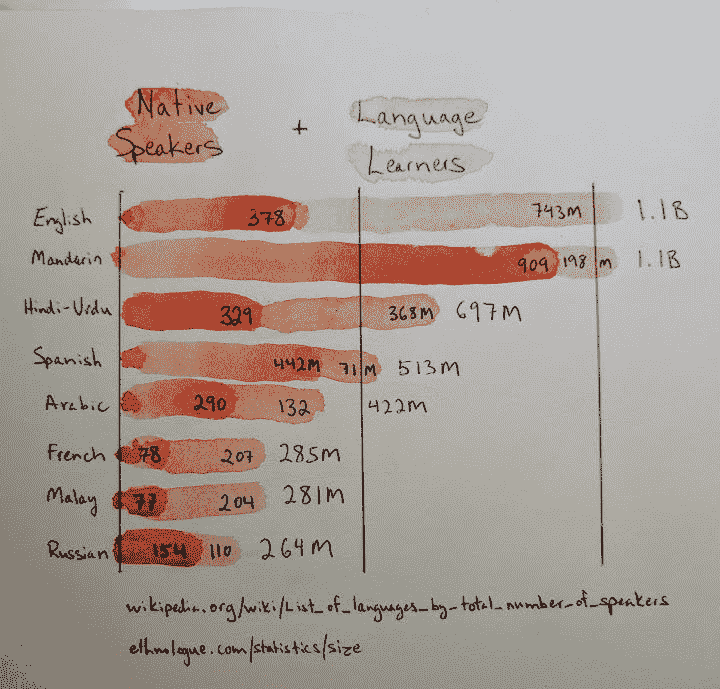 Native
Speakers
+
Language
Learners
English 378 743M 1.1B
Mandarin 909 198 M 1.1B
Hindi-Urdu 329 368M 697M
Spanish 442M 71M 513M
Arabic 290 132 422M
French 78 207 285M
Malay 77 204 281M
Russian 154 110 264M
wikipedia.org/wiki/List_of_languages_by_total_number_of_speakers
ethnologue.com/statistics/size